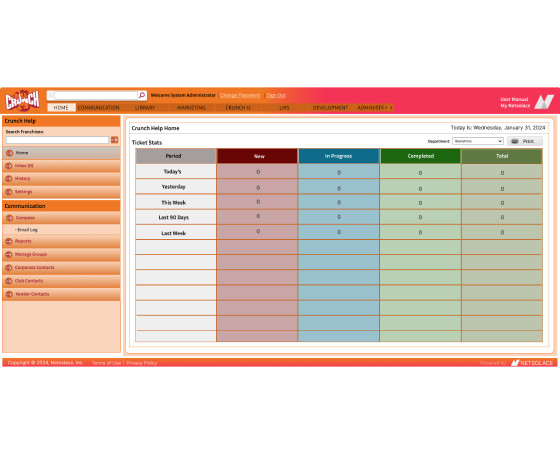 CRUNCH
Welcome System Administrator | Change Password | Sign Out
HOME COMMUNICATION LIBRARY MARKETING CRUNCH U LMS DEVELOPMENT
User Manual
My Netsolace
Crunch Help
Search Franchisee:
Home
Inbox (0)
History
Settings
Communication
Compose
- Email Log
Reports
Manage Groups
Corporate Contacts
Club Contacts
Vendor Contacts
Crunch Help Home
Today Is: Wednesday, January 31, 2024
Ticket Stats
Department: Operations
Print
Period New In Progress Completed Total
Today's 0 0 0 0
Yesterday 0 0 0 0
This Week 0 0 0 0
Last 90 Days 0 0 0 0
Last Week 0 0 0 0
Copyright © 2024, Netsolace, Inc. Terms of Use | Privacy Policy
Powered by NETSOLACE